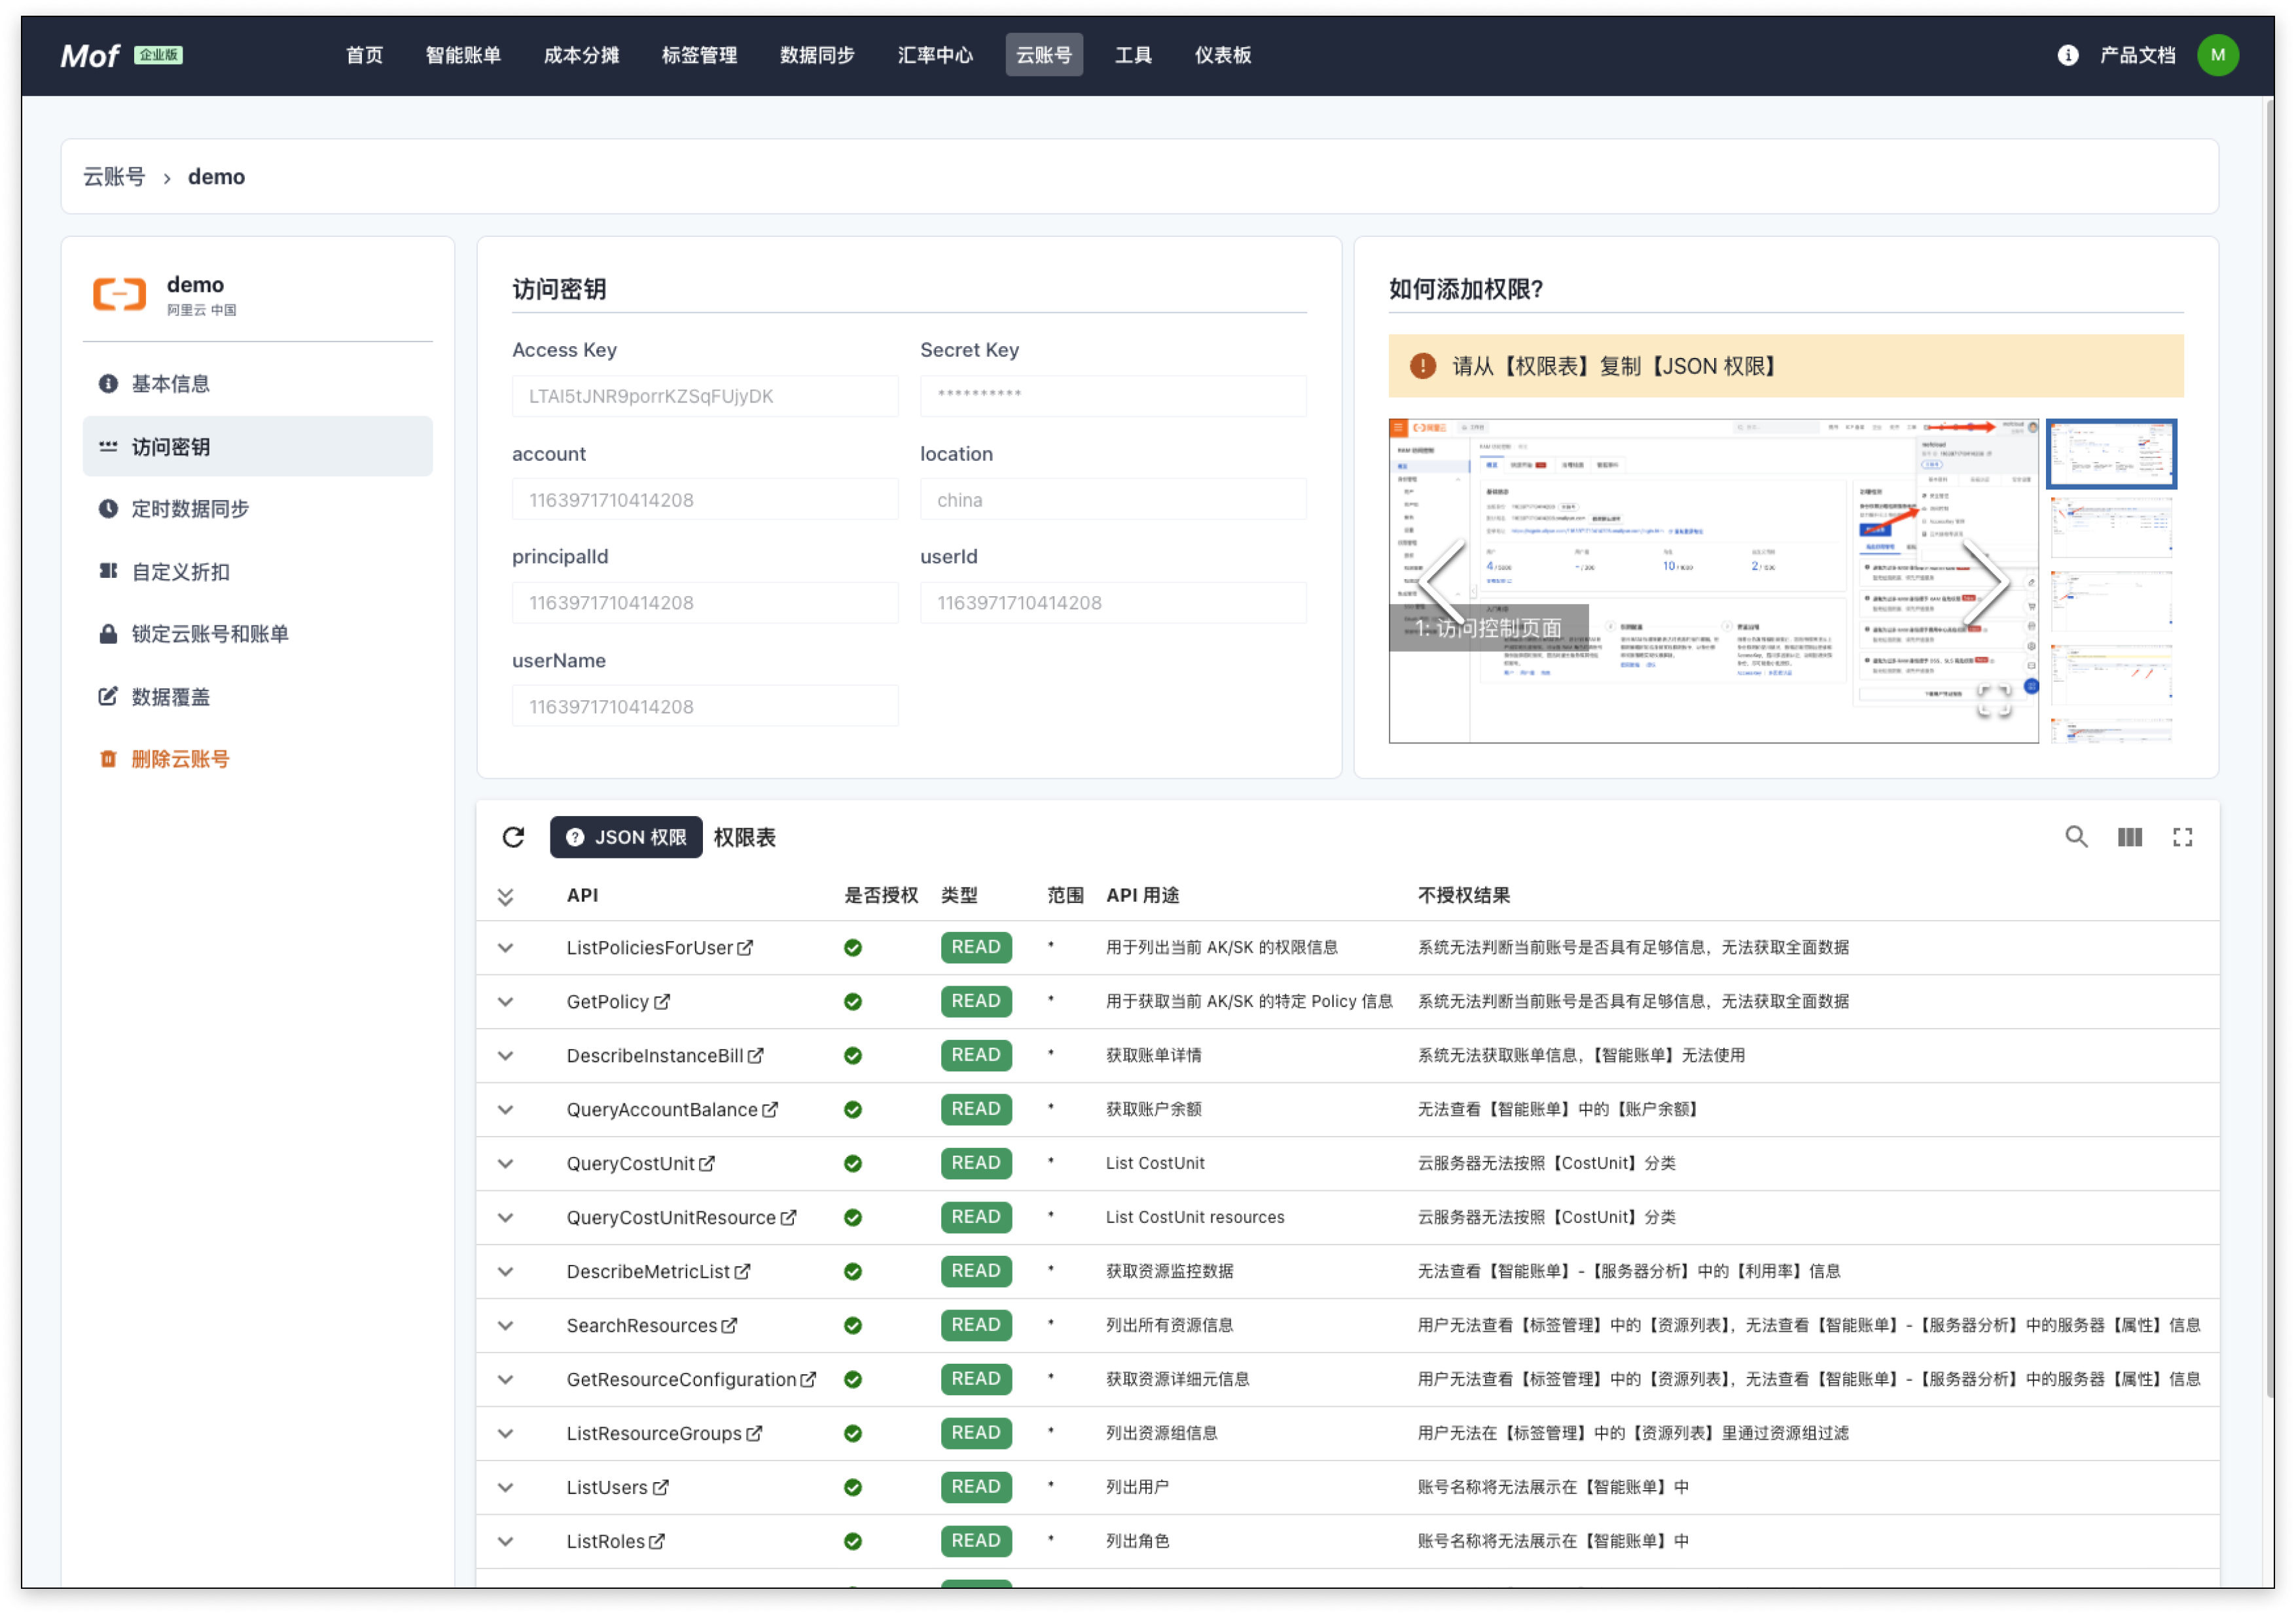 Mof 企业版 首页 智能账单 成本分摊 标签管理 数据同步 汇率中心 云账号 工具 仪表板 产品文档 M
云账号 › demo
demo
阿里云 中国
基本信息
访问密钥
定时数据同步
自定义折扣
锁定云账号和账单
数据覆盖
删除云账号
访问密钥
Access Key Secret Key
LTAI5tJNR9porrKZSqFUjyDK **********
account location
1163971710414208 china
principalId userId
1163971710414208 1163971710414208
userName
1163971710414208
如何添加权限?
请从【权限表】复制【JSON 权限】
1: 访问控制页面
JSON 权限 权限表
API 是否授权 类型 范围 API 用途 不授权结果
ListPoliciesForUser READ * 用于列出当前 AK/SK 的权限信息 系统无法判断当前账号是否具有足够信息，无法获取全面数据
GetPolicy READ * 用于获取当前 AK/SK 的特定 Policy 信息 系统无法判断当前账号是否具有足够信息，无法获取全面数据
DescribeInstanceBill READ * 获取账单详情 系统无法获取账单信息，【智能账单】无法使用
QueryAccountBalance READ * 获取账户余额 无法查看【智能账单】中的【账户余额】
QueryCostUnit READ * List CostUnit 云服务器无法按照【CostUnit】分类
QueryCostUnitResource READ * List CostUnit resources 云服务器无法按照【CostUnit】分类
DescribeMetricList READ * 获取资源监控数据 无法查看【智能账单】-【服务器分析】中的【利用率】信息
SearchResources READ * 列出所有资源信息 用户无法查看【标签管理】中的【资源列表】，无法查看【智能账单】-【服务器分析】中的服务器【属性】信息
GetResourceConfiguration READ * 获取资源详细元信息 用户无法查看【标签管理】中的【资源列表】，无法查看【智能账单】-【服务器分析】中的服务器【属性】信息
ListResourceGroups READ * 列出资源组信息 用户无法在【标签管理】中的【资源列表】里通过资源组过滤
ListUsers READ * 列出用户 账号名称将无法展示在【智能账单】中
ListRoles READ * 列出角色 账号名称将无法展示在【智能账单】中